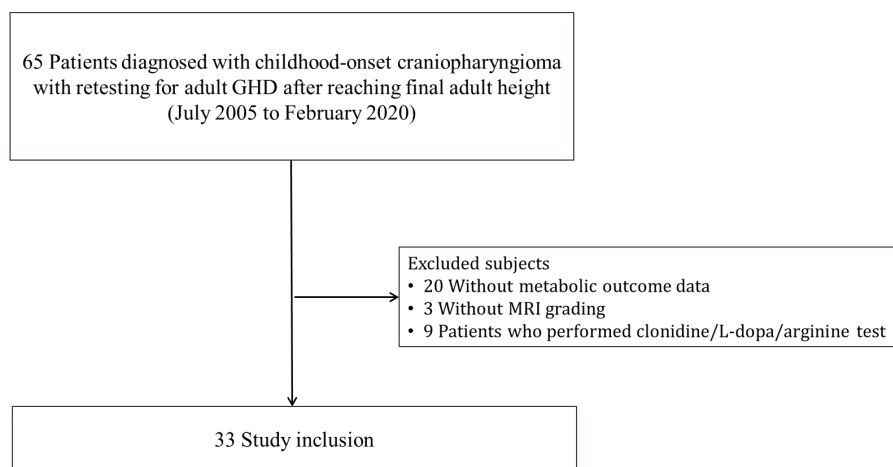 65 Patients diagnosed with childhood-onset craniopharyngioma
with retesting for adult GHD after reaching final adult height
(July 2005 to February 2020)
Excluded subjects
• 20 Without metabolic outcome data
• 3 Without MRI grading
• 9 Patients who performed clonidine/L-dopa/arginine test
33 Study inclusion